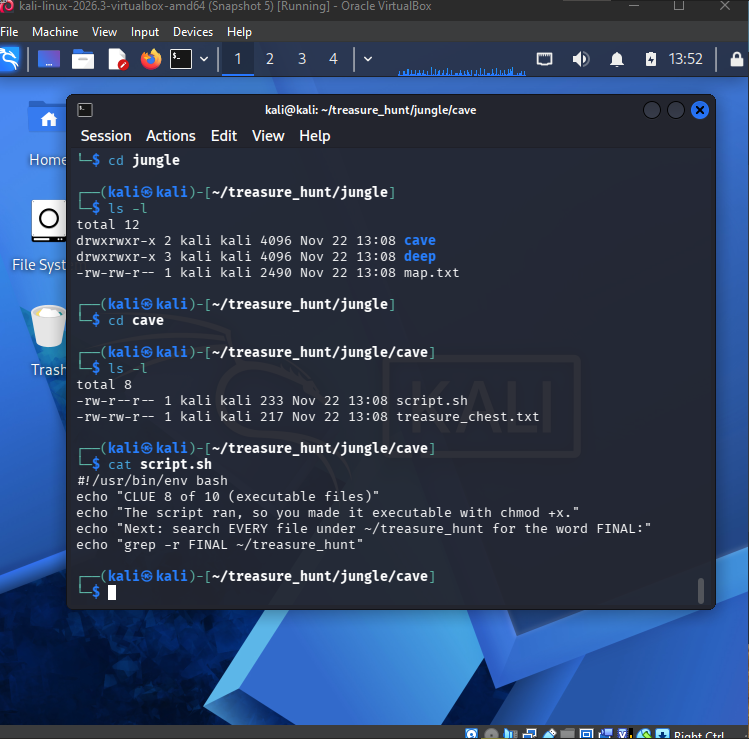 kali-linux-2026.3-virtualbox-amd64 (Snapshot 5) [Running] - Oracle VirtualBox
File Machine View Input Devices Help
1 2 3 4 13:52
kali@kali: ~/treasure_hunt/jungle/cave
Session Actions Edit View Help
Home
File Syst
Trash
└─$ cd jungle
┌──(kali㉿kali)-[~/treasure_hunt/jungle]
└─$ ls -l
total 12
drwxrwxr-x 2 kali kali 4096 Nov 22 13:08 cave
drwxrwxr-x 3 kali kali 4096 Nov 22 13:08 deep
-rw-rw-r-- 1 kali kali 2490 Nov 22 13:08 map.txt
┌──(kali㉿kali)-[~/treasure_hunt/jungle]
└─$ cd cave
┌──(kali㉿kali)-[~/treasure_hunt/jungle/cave]
└─$ ls -l
total 8
-rw-r--r-- 1 kali kali 233 Nov 22 13:08 script.sh
-rw-rw-r-- 1 kali kali 217 Nov 22 13:08 treasure_chest.txt
┌──(kali㉿kali)-[~/treasure_hunt/jungle/cave]
└─$ cat script.sh
#!/usr/bin/env bash
echo "CLUE 8 of 10 (executable files)"
echo "The script ran, so you made it executable with chmod +x."
echo "Next: search EVERY file under ~/treasure_hunt for the word FINAL:"
echo "grep -r FINAL ~/treasure_hunt"
┌──(kali㉿kali)-[~/treasure_hunt/jungle/cave]
└─$
KALI
Right Ctrl